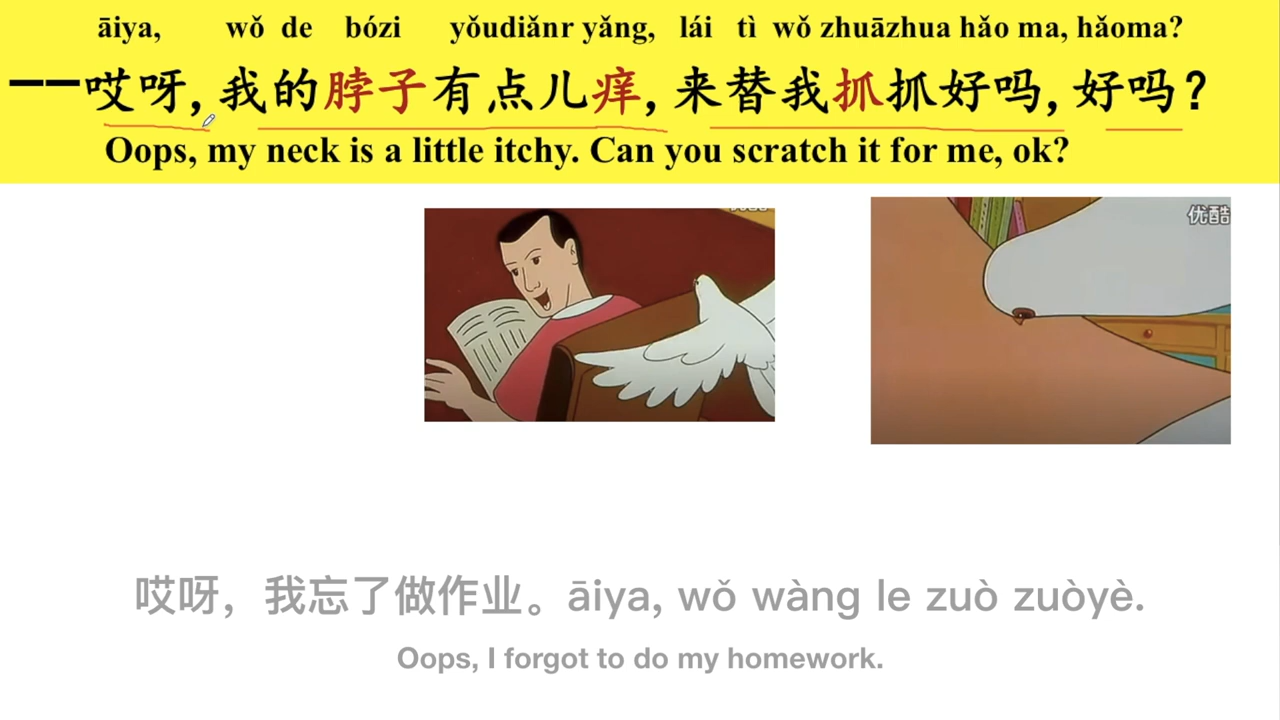 āiya, wǒ de bózi yǒudiǎnr yǎng, lái tì wǒ zhuāzhua hǎo ma, hǎoma?
——哎呀,我的脖子有点儿痒,来替我抓抓好吗,好吗?
Oops, my neck is a little itchy. Can you scratch it for me, ok?
优酷
哎呀，我忘了做作业。āiya, wǒ wàng le zuò zuòyè.
Oops, I forgot to do my homework.